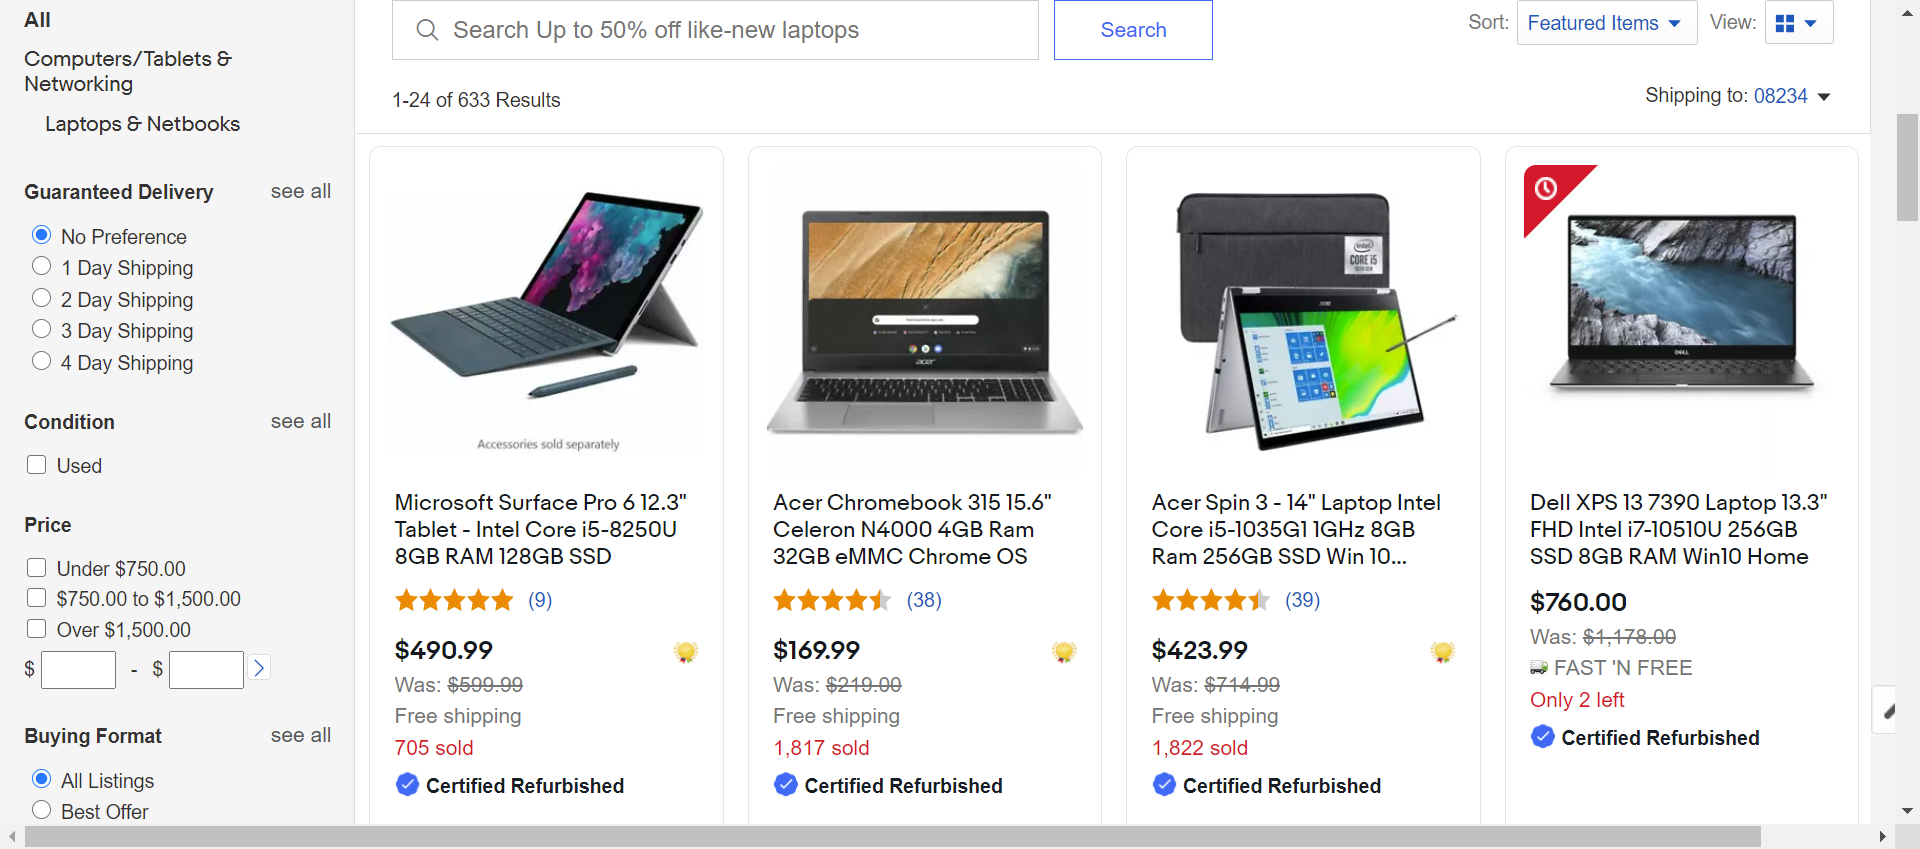 All
Computers/Tablets &
Networking
Laptops & Netbooks
Guaranteed Delivery see all
No Preference
1 Day Shipping
2 Day Shipping
3 Day Shipping
4 Day Shipping
Condition see all
Used
Price
Under $750.00
$750.00 to $1,500.00
Over $1,500.00
$ - $
Buying Format see all
All Listings
Best Offer
Search Up to 50% off like-new laptops
Search
Sort: Featured Items View:
1-24 of 633 Results
Shipping to: 08234
Accessories sold separately
Microsoft Surface Pro 6 12.3"
Tablet - Intel Core i5-8250U
8GB RAM 128GB SSD
(9)
$490.99
Was: $599.99
Free shipping
705 sold
Certified Refurbished
acer
Acer Chromebook 315 15.6"
Celeron N4000 4GB Ram
32GB eMMC Chrome OS
(38)
$169.99
Was: $219.00
Free shipping
1,817 sold
Certified Refurbished
CORE i5
Acer Spin 3 - 14" Laptop Intel
Core i5-1035G1 1GHz 8GB
Ram 256GB SSD Win 10...
(39)
$423.99
Was: $714.99
Free shipping
1,822 sold
Certified Refurbished
DELL
Dell XPS 13 7390 Laptop 13.3"
FHD Intel i7-10510U 256GB
SSD 8GB RAM Win10 Home
$760.00
Was: $1,178.00
FAST 'N FREE
Only 2 left
Certified Refurbished